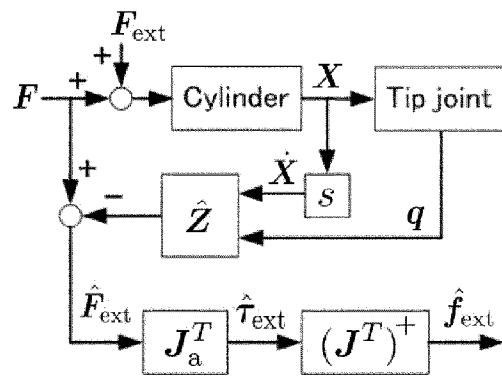 F_ext
+
F + Cylinder X Tip joint
Ẋ s
+ − Ẑ q
F̂_ext J_a^T τ̂_ext (J^T)^+ f̂_ext